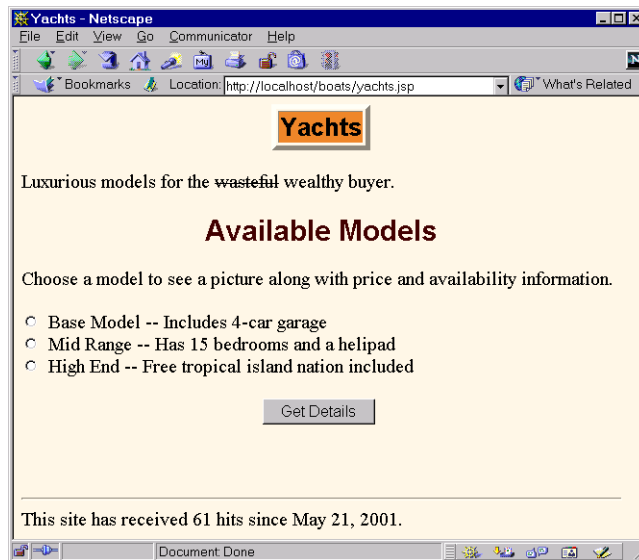 Yachts - Netscape
File Edit View Go Communicator Help
My
Bookmarks Location: http://localhost/boats/yachts.jsp What's Related
N
Yachts
Luxurious models for the wasteful wealthy buyer.
Available Models
Choose a model to see a picture along with price and availability information.
Base Model -- Includes 4-car garage
Mid Range -- Has 15 bedrooms and a helipad
High End -- Free tropical island nation included
Get Details
This site has received 61 hits since May 21, 2001.
Document: Done